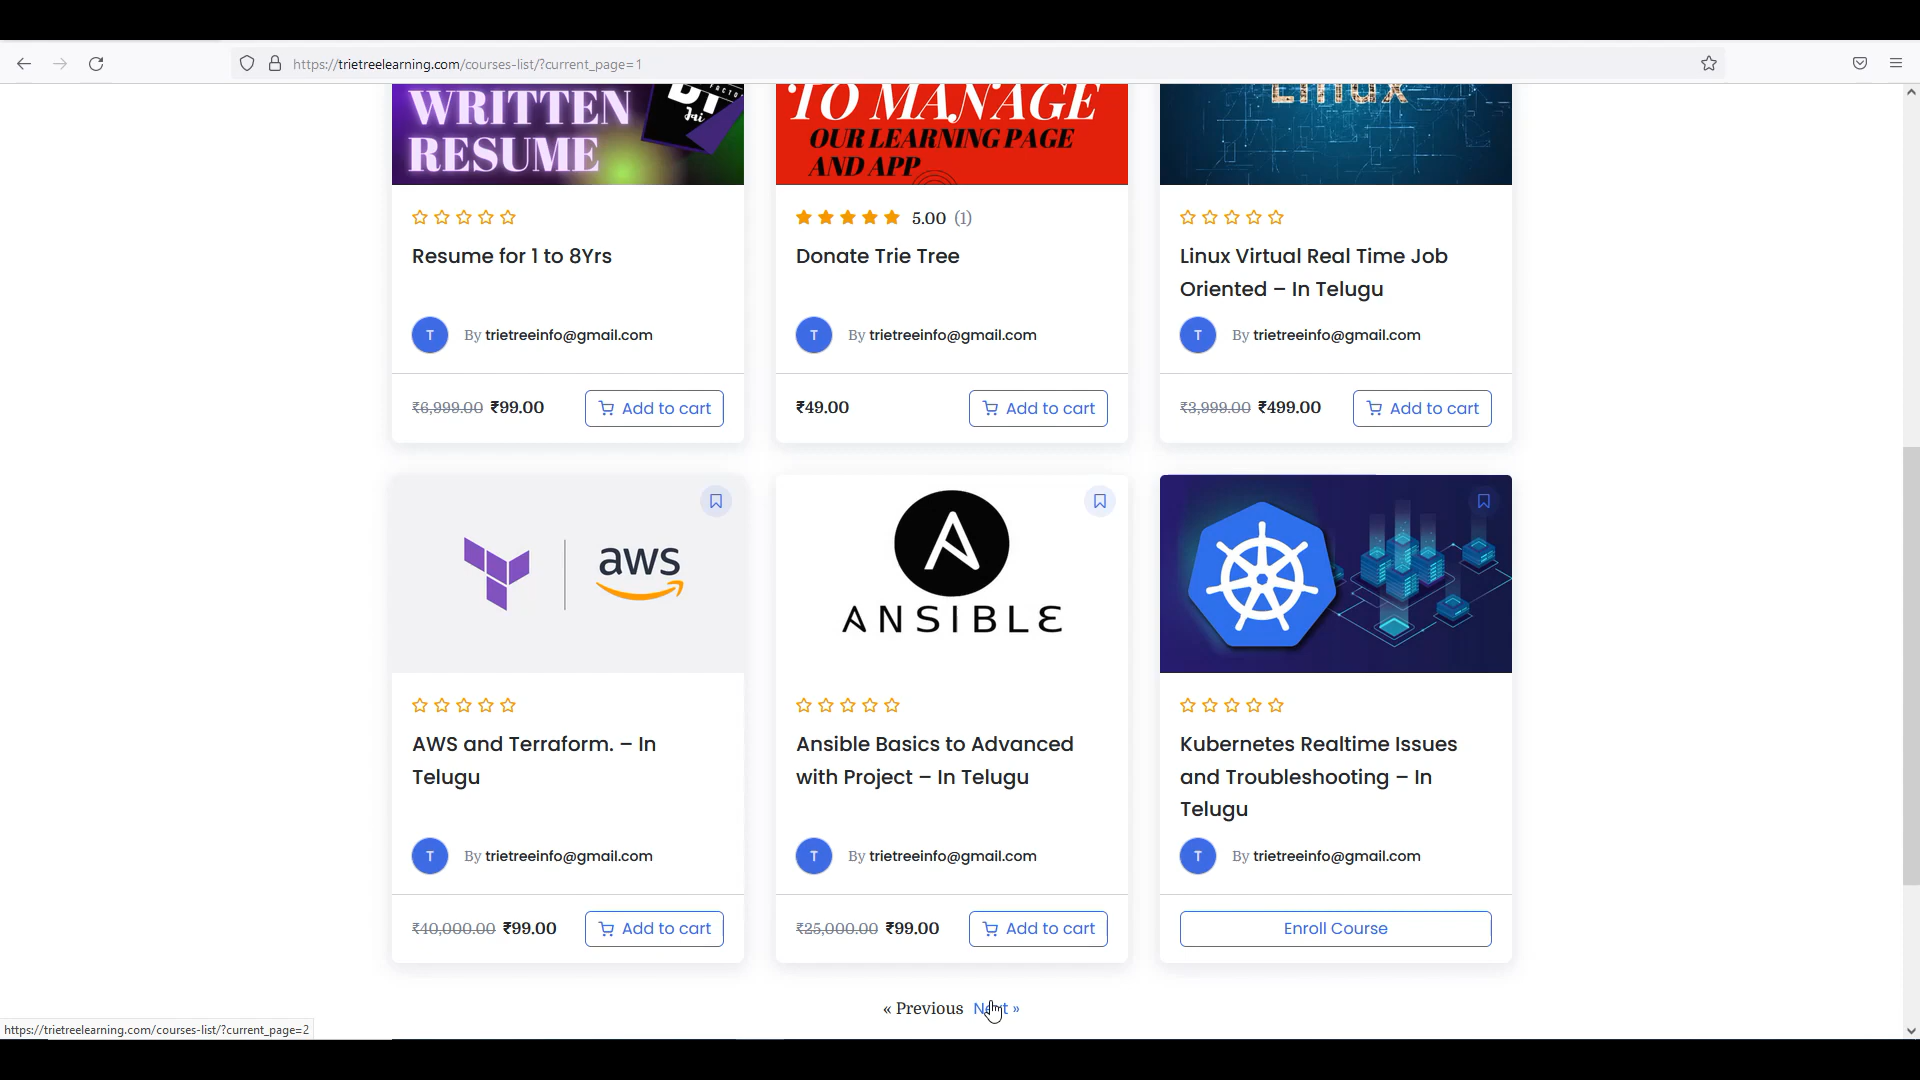 https://trietreelearning.com/courses-list/?current_page=1
WRITTEN
RESUME
TO MANAGE
OUR LEARNING PAGE
AND APP
Linux
5.00 (1)
Resume for 1 to 8Yrs
Donate Trie Tree
Linux Virtual Real Time Job
Oriented – In Telugu
T By trietreeinfo@gmail.com
T By trietreeinfo@gmail.com
T By trietreeinfo@gmail.com
₹6,999.00 ₹99.00 Add to cart
₹49.00 Add to cart
₹3,999.00 ₹499.00 Add to cart
aws
ANSIBLE
AWS and Terraform. – In
Telugu
Ansible Basics to Advanced
with Project – In Telugu
Kubernetes Realtime Issues
and Troubleshooting – In
Telugu
T By trietreeinfo@gmail.com
T By trietreeinfo@gmail.com
T By trietreeinfo@gmail.com
₹40,000.00 ₹99.00 Add to cart
₹25,000.00 ₹99.00 Add to cart
Enroll Course
« Previous Next »
https://trietreelearning.com/courses-list/?current_page=2